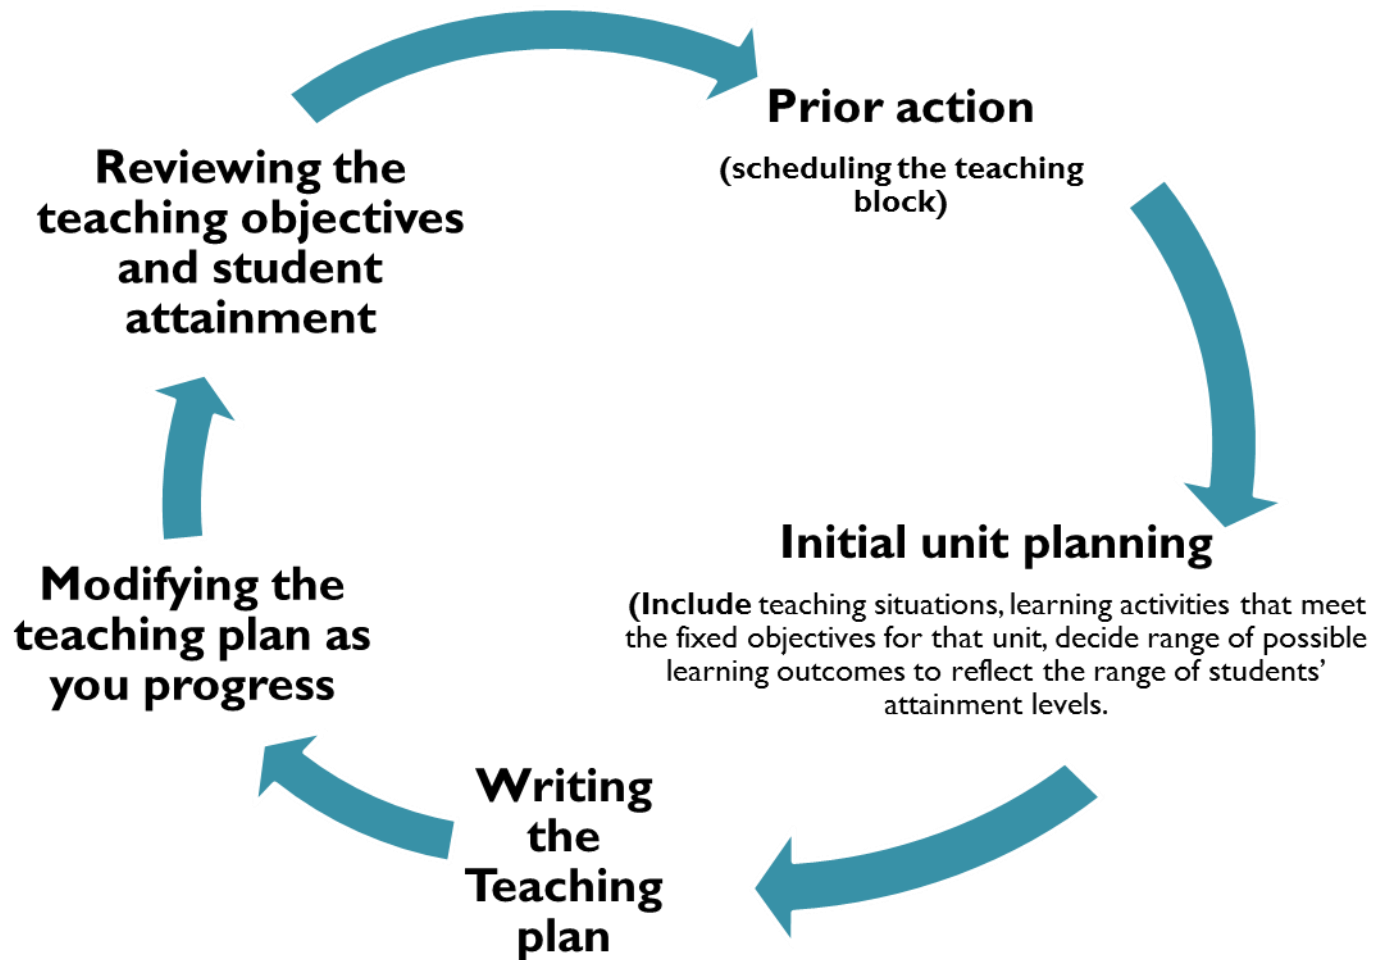 Prior action
(scheduling the teaching
block)
Initial unit planning
(Include teaching situations, learning activities that meet
the fixed objectives for that unit, decide range of possible
learning outcomes to reflect the range of students’
attainment levels.
Writing
the
Teaching
plan
Modifying the
teaching plan as
you progress
Reviewing the
teaching objectives
and student
attainment